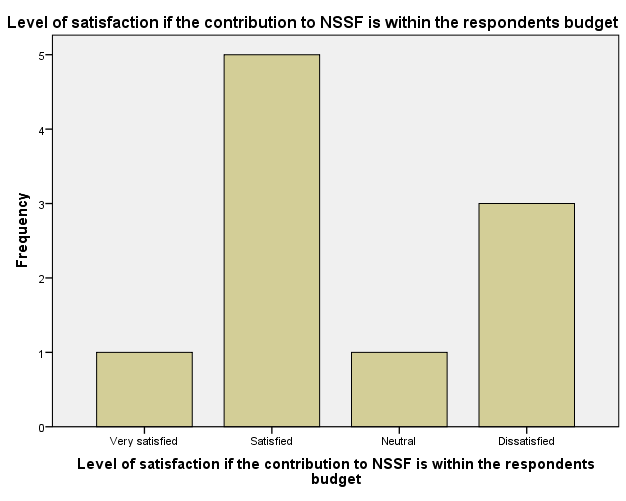 Level of satisfaction if the contribution to NSSF is within the respondents budget
5
4
3
2
1
0
Frequency
Very satisfied
Satisfied
Neutral
Dissatisfied
Level of satisfaction if the contribution to NSSF is within the respondents
budget